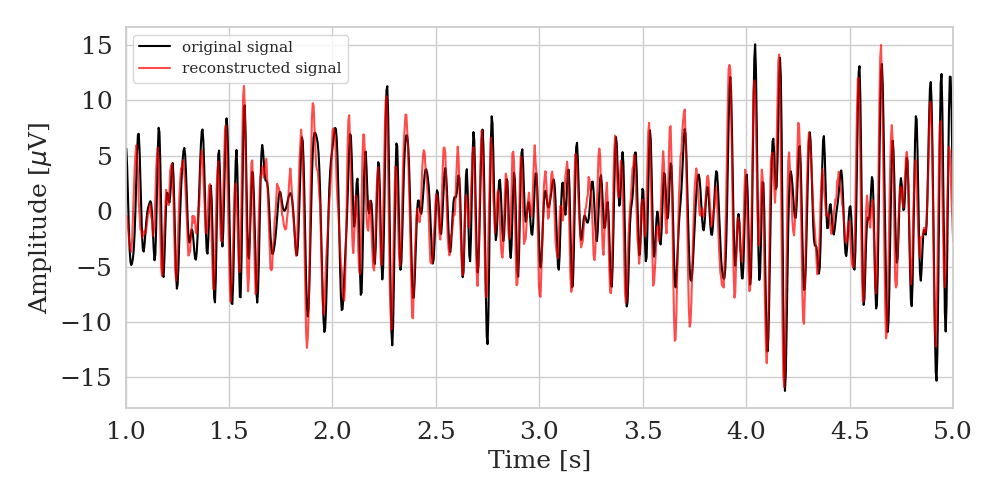 original signal
reconstructed signal
15
10
5
0
−5
−10
−15
Amplitude [μV]
1.0 1.5 2.0 2.5 3.0 3.5 4.0 4.5 5.0
Time [s]